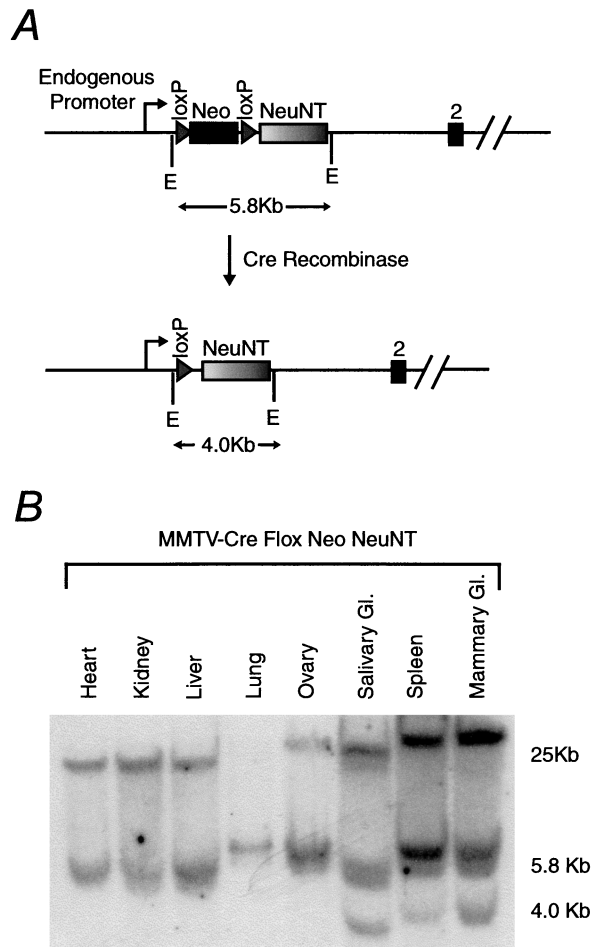 A
Endogenous
Promoter
loxP
Neo
loxP
NeuNT
2
E
E
5.8Kb
Cre Recombinase
loxP
NeuNT
2
E
E
4.0Kb
B
MMTV-Cre Flox Neo NeuNT
Heart
Kidney
Liver
Lung
Ovary
Salivary Gl.
Spleen
Mammary Gl.
25Kb
5.8 Kb
4.0 Kb